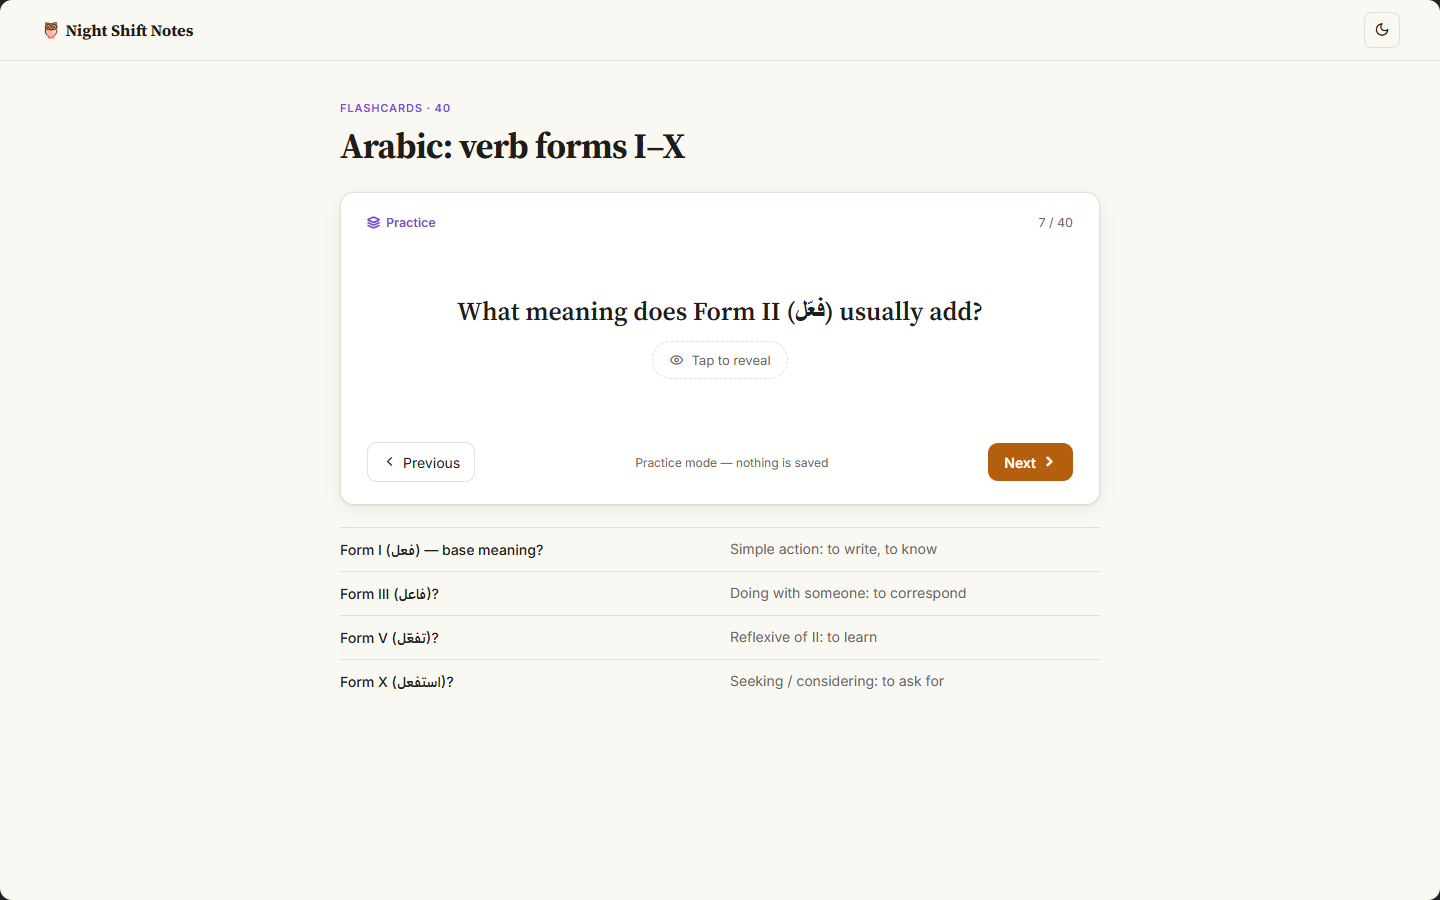 🦉 Night Shift Notes
FLASHCARDS · 40
Arabic: verb forms I–X
Practice
7 / 40
What meaning does Form II (فعّل) usually add?
Tap to reveal
Previous
Practice mode — nothing is saved
Next
Form I (فعل) — base meaning?
Simple action: to write, to know
Form III (فاعل)?
Doing with someone: to correspond
Form V (تفعّل)?
Reflexive of II: to learn
Form X (استفعل)?
Seeking / considering: to ask for